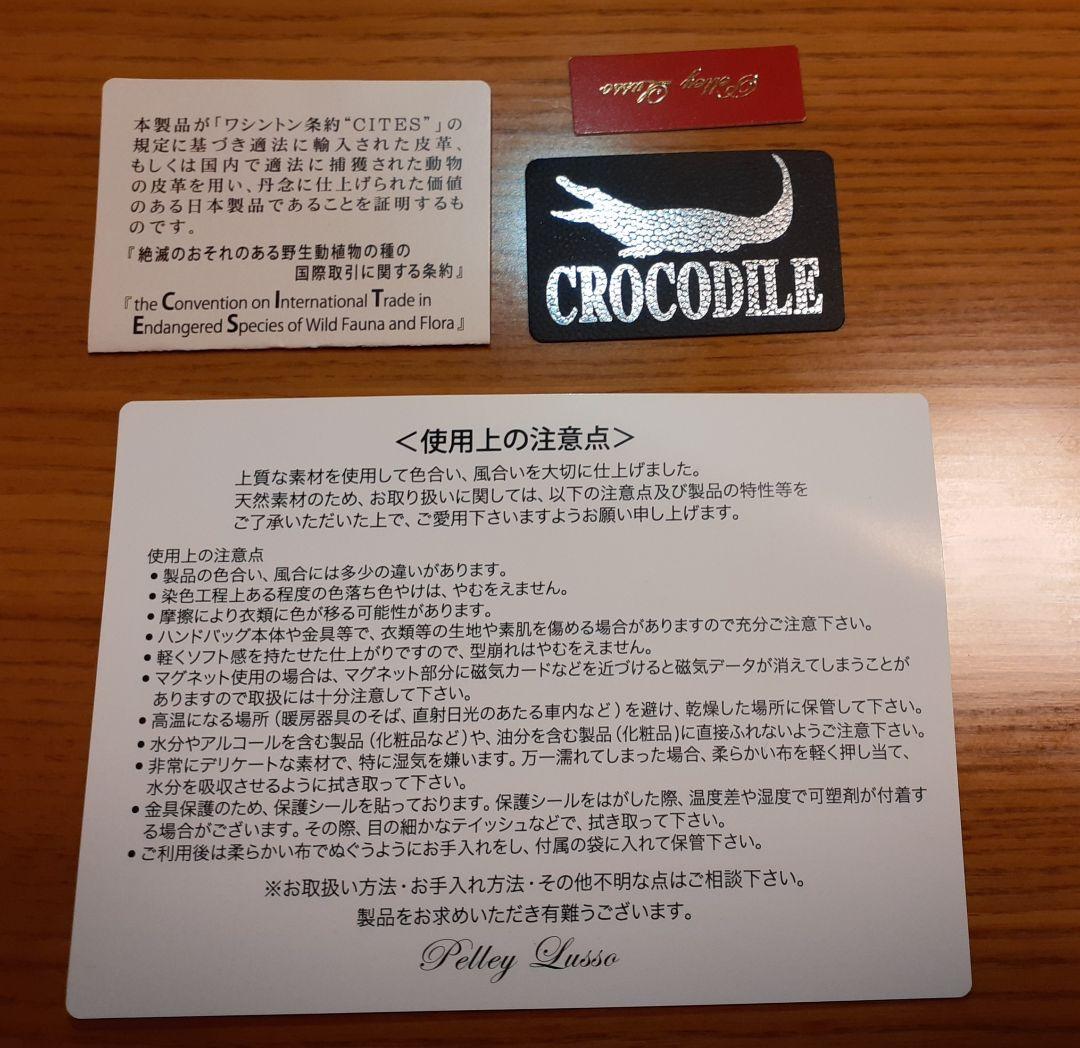 本製品が「ワシントン条約“CITES”」の
規定に基づき適法に輸入された皮革、
もしくは国内で適法に捕獲された動物
の皮革を用い、丹念に仕上げられた価値
のある日本製品であることを証明するも
のです。
『絶滅のおそれのある野生動植物の種の
国際取引に関する条約』
『the Convention on International Trade in
Endangered Species of Wild Fauna and Flora』
Pelley Lusso
CROCODILE
＜使用上の注意点＞
上質な素材を使用して色合い、風合いを大切に仕上げました。
天然素材のため、お取り扱いに関しては、以下の注意点及び製品の特性等を
ご了承いただいた上で、ご愛用下さいますようお願い申し上げます。
使用上の注意点
●製品の色合い、風合には多少の違いがあります。
●染色工程上ある程度の色落ち色やけは、やむをえません。
●摩擦により衣類に色が移る可能性があります。
●ハンドバッグ本体や金具等で、衣類等の生地や素肌を傷める場合がありますので充分ご注意下さい。
●軽くソフト感を持たせた仕上がりですので、型崩れはやむをえません。
●マグネット使用の場合は、マグネット部分に磁気カードなどを近づけると磁気データが消えてしまうことが
ありますので取扱には十分注意して下さい。
●高温になる場所（暖房器具のそば、直射日光のあたる車内など）を避け、乾燥した場所に保管して下さい。
●水分やアルコールを含む製品（化粧品など）や、油分を含む製品（化粧品）に直接ふれないようご注意下さい。
●非常にデリケートな素材で、特に湿気を嫌います。万一濡れてしまった場合、柔らかい布を軽く押し当て、
水分を吸収させるように拭き取って下さい。
●金具保護のため、保護シールを貼っております。保護シールをはがした際、温度差や湿度で可塑剤が付着す
る場合がございます。その際、目の細かなテイッシュなどで、拭き取って下さい。
●ご利用後は柔らかい布でぬぐうようにお手入れをし、付属の袋に入れて保管下さい。
※お取扱い方法・お手入れ方法・その他不明な点はご相談下さい。
製品をお求めいただき有難うございます。
Pelley Lusso